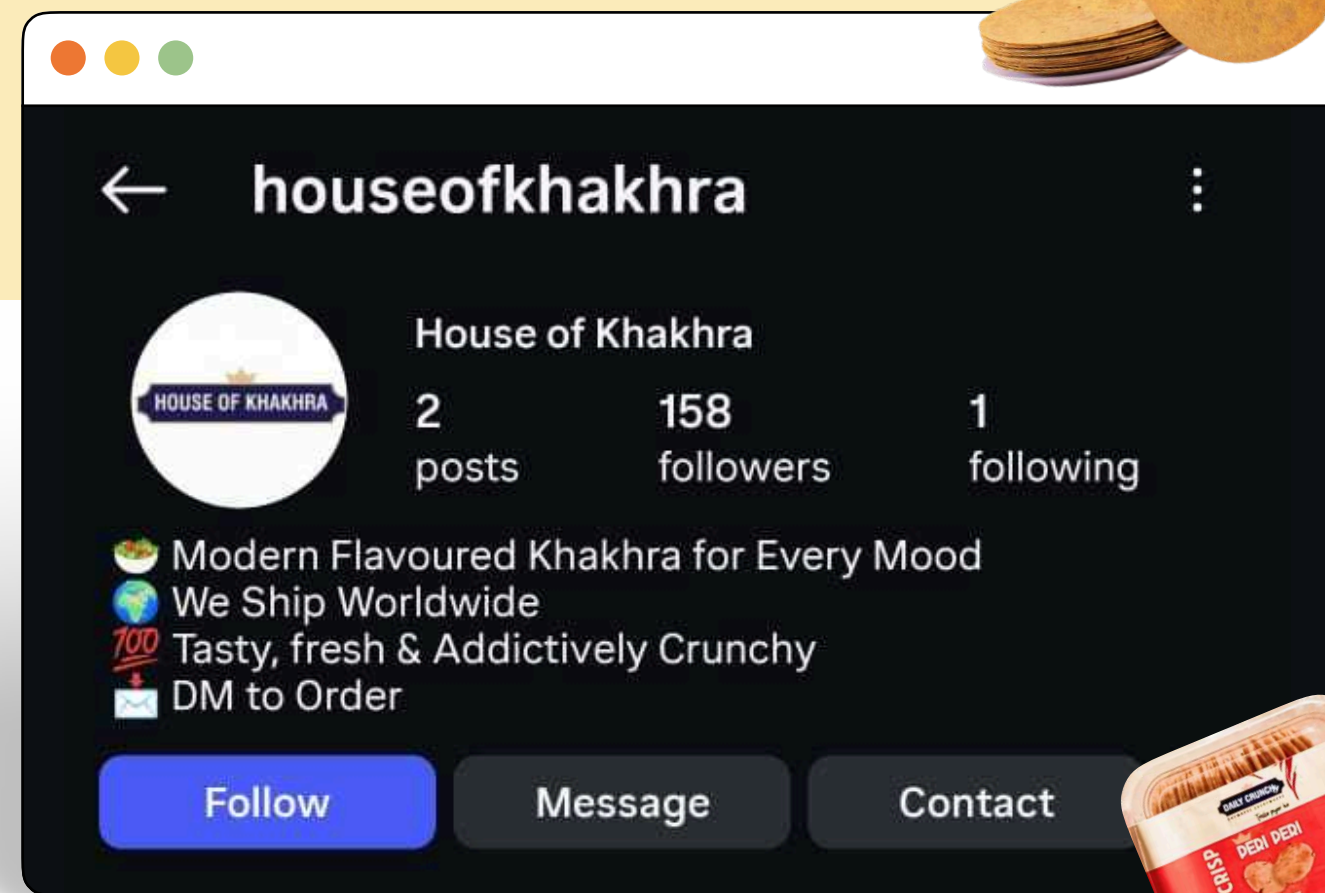 houseofkhakhra
HOUSE OF KHAKHRA
House of Khakhra
2 158 1
posts followers following
🥗 Modern Flavoured Khakhra for Every Mood
🌍 We Ship Worldwide
💯 Tasty, fresh & Addictively Crunchy
📩 DM to Order
Follow Message Contact
DAILY CRUNCH
PERI PERI
CRISP